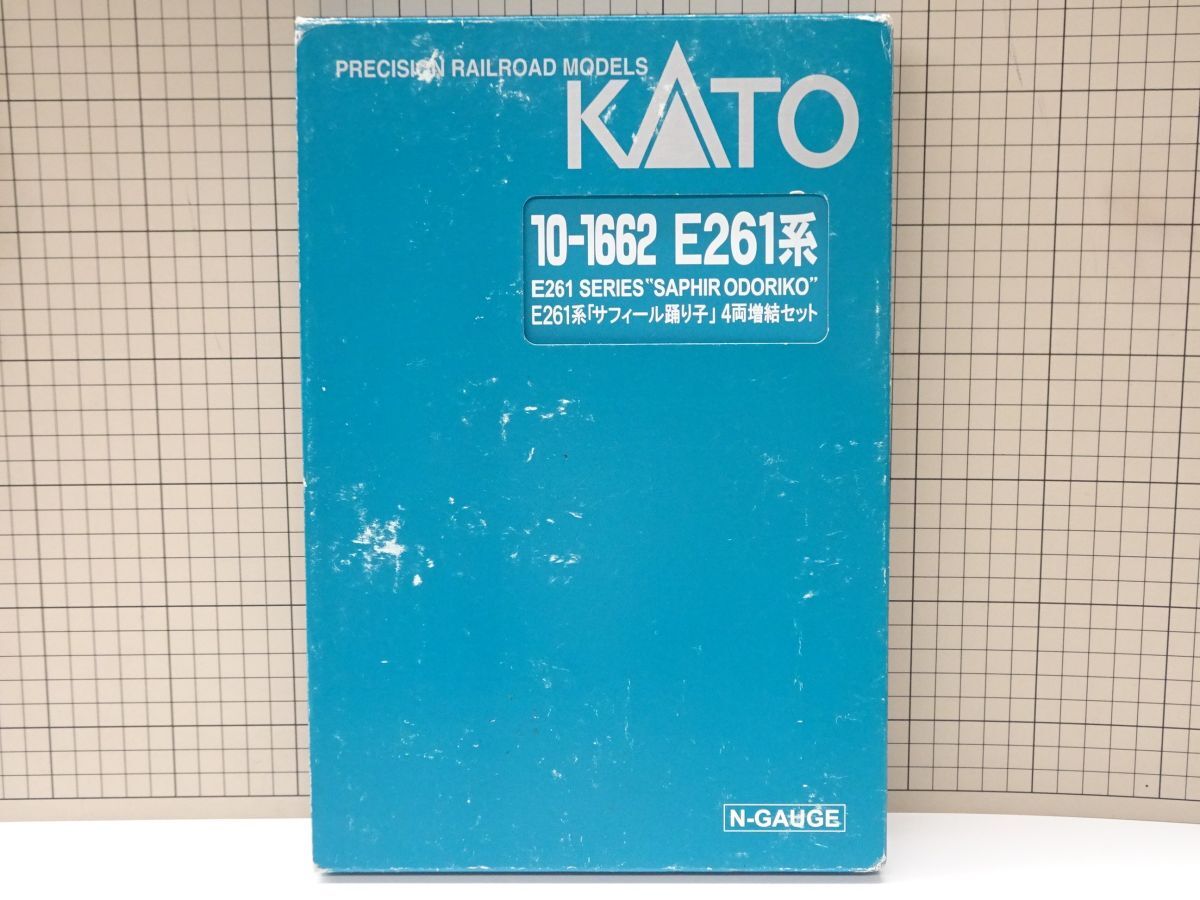 PRECISION RAILROAD MODELS
KATO
10-1662 E261系
E261 SERIES "SAPHIR ODORIKO"
E261系「サフィール踊り子」4両増結セット
N-GAUGE